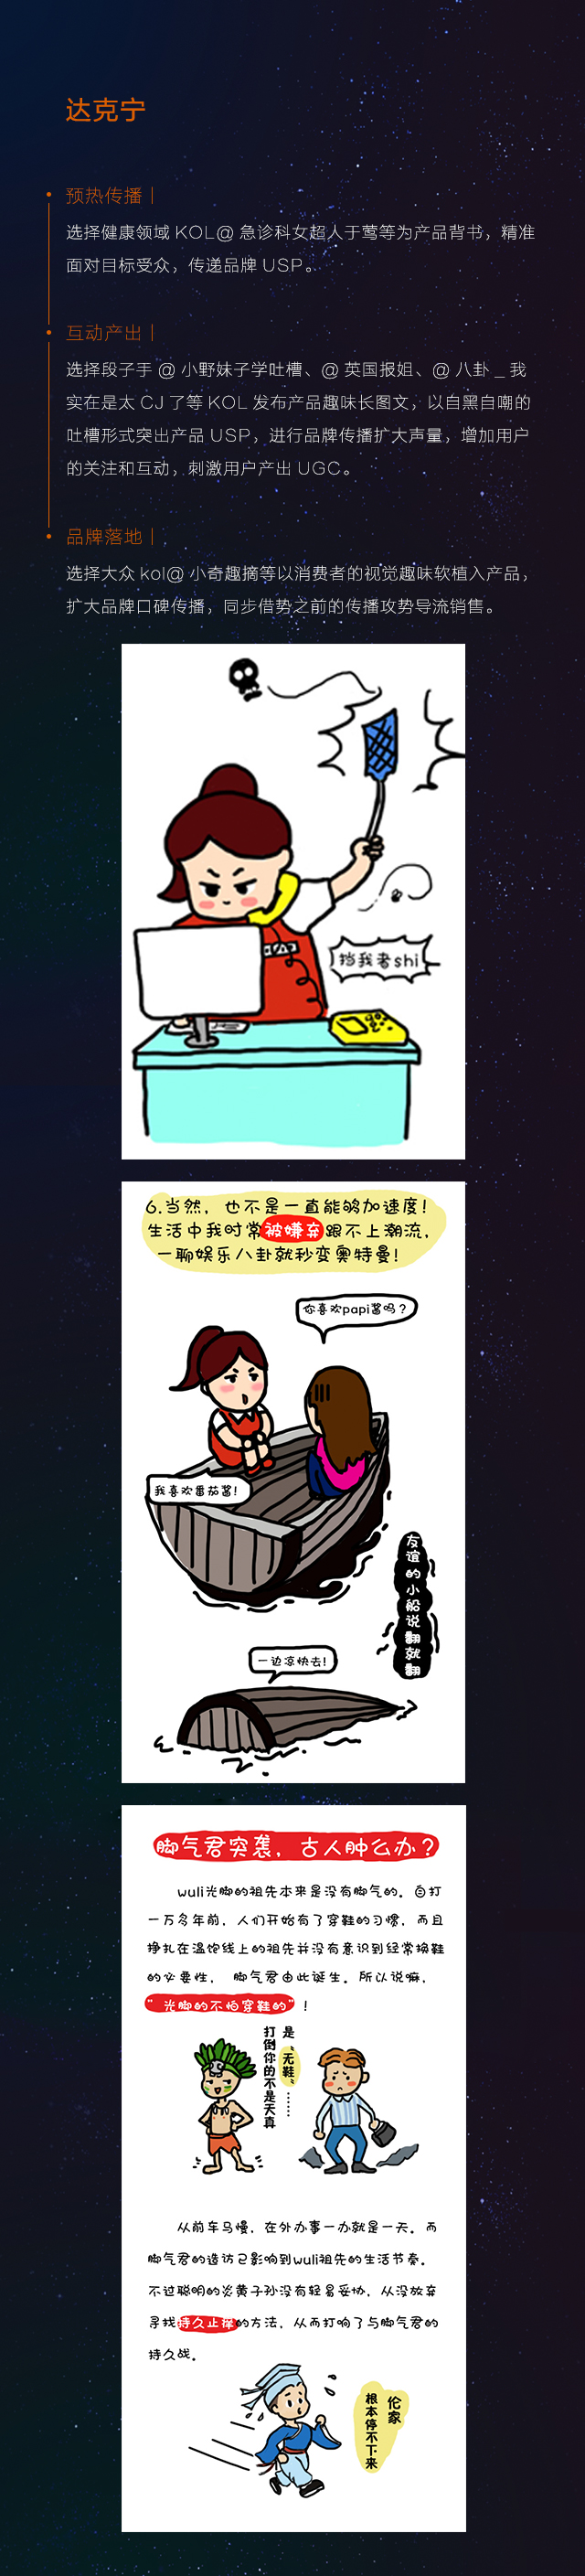 达克宁
预热传播 |
选择健康领域 KOL@ 急诊科女超人于莺等为产品背书，精准
面对目标受众，传递品牌 USP。
互动产出 |
选择段子手 @ 小野妹子学吐槽、@ 英国报姐、@ 八卦 _ 我
实在是太 CJ 了等 KOL 发布产品趣味长图文，以自黑自嘲的
吐槽形式突出产品 USP，进行品牌传播扩大声量，增加用户
的关注和互动，刺激用户产出 UGC。
品牌落地 |
选择大众 kol@ 小奇趣摘等以消费者的视觉趣味软植入产品，
扩大品牌口碑传播，同步借势之前的传播攻势导流销售。
挡我者shi
6.当然，也不是一直能够加速度！
生活中我时常被嫌弃跟不上潮流，
一聊娱乐八卦就秒变奥特曼！
你喜欢papi酱吗？
我喜欢番茄酱！
友谊的小船说翻就翻
一边凉快去！
脚气君突袭，古人肿么办？
wuli光脚的祖先本来是没有脚气的。自打
一万多年前，人们开始有了穿鞋的习惯，而且
挣扎在温饱线上的祖先并没有意识到经常换鞋
的必要性， 脚气君由此诞生。所以说嘛，
“光脚的不怕穿鞋的”！
打倒你的不是天真
是“无鞋”……
从前车马慢，在外办事一办就是一天。而
脚气君的造访已影响到wuli祖先的生活节奏。
不过聪明的炎黄子孙没有轻易妥协，从没放弃
寻找持久止痒的方法，从而打响了与脚气君的
持久战。
伦家
根本停不下来